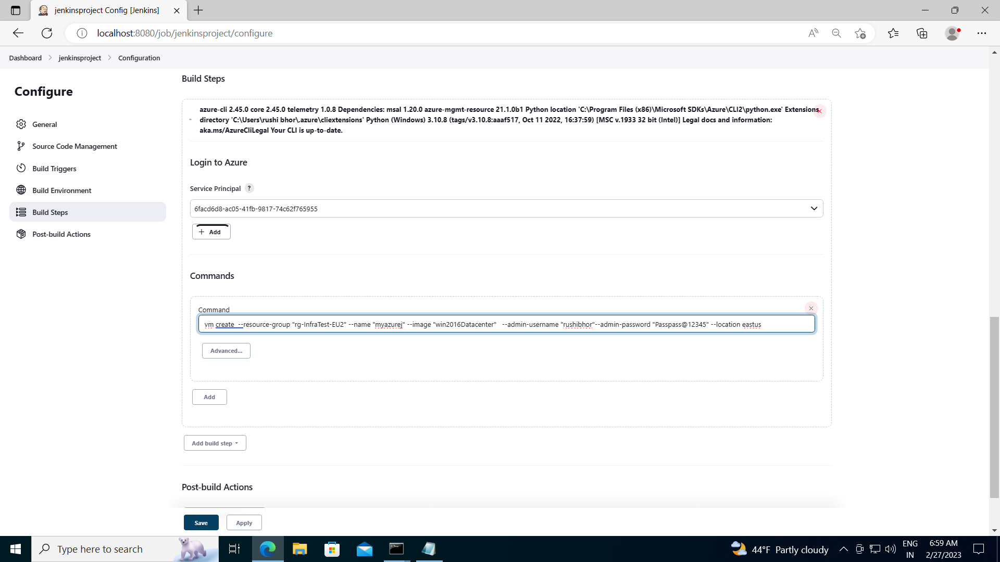 jenkinsproject Config [Jenkins]
localhost:8080/job/jenkinsproject/configure
Dashboard
jenkinsproject
Configuration
Configure
General
Source Code Management
Build Triggers
Build Environment
Build Steps
Post-build Actions
Build Steps
azure-cli 2.45.0 core 2.45.0 telemetry 1.0.8 Dependencies: msal 1.20.0 azure-mgmt-resource 21.1.0b1 Python location 'C:\Program Files (x86)\Microsoft SDKs\Azure\CLI2\python.exe' Extensions
directory 'C:\Users\rushi bhor\.azure\cliextensions' Python (Windows) 3.10.8 (tags/v3.10.8:aaaf517, Oct 11 2022, 16:37:59) [MSC v.1933 32 bit (Intel)] Legal docs and information:
aka.ms/AzureCliLegal Your CLI is up-to-date.
Login to Azure
Service Principal ?
6facd6d8-ac05-41fb-9817-74c62f765955
+ Add
Commands
Command
vm create  --resource-group "rg-InfraTest-EU2" --name "myazurej" --image "win2016Datacenter"   --admin-username "rushibhor"--admin-password "Passpass@12345" --location eastus
Advanced...
Add
Add build step
Post-build Actions
Save
Apply
Type here to search
44°F Partly cloudy
ENG
IN
6:59 AM
2/27/2023